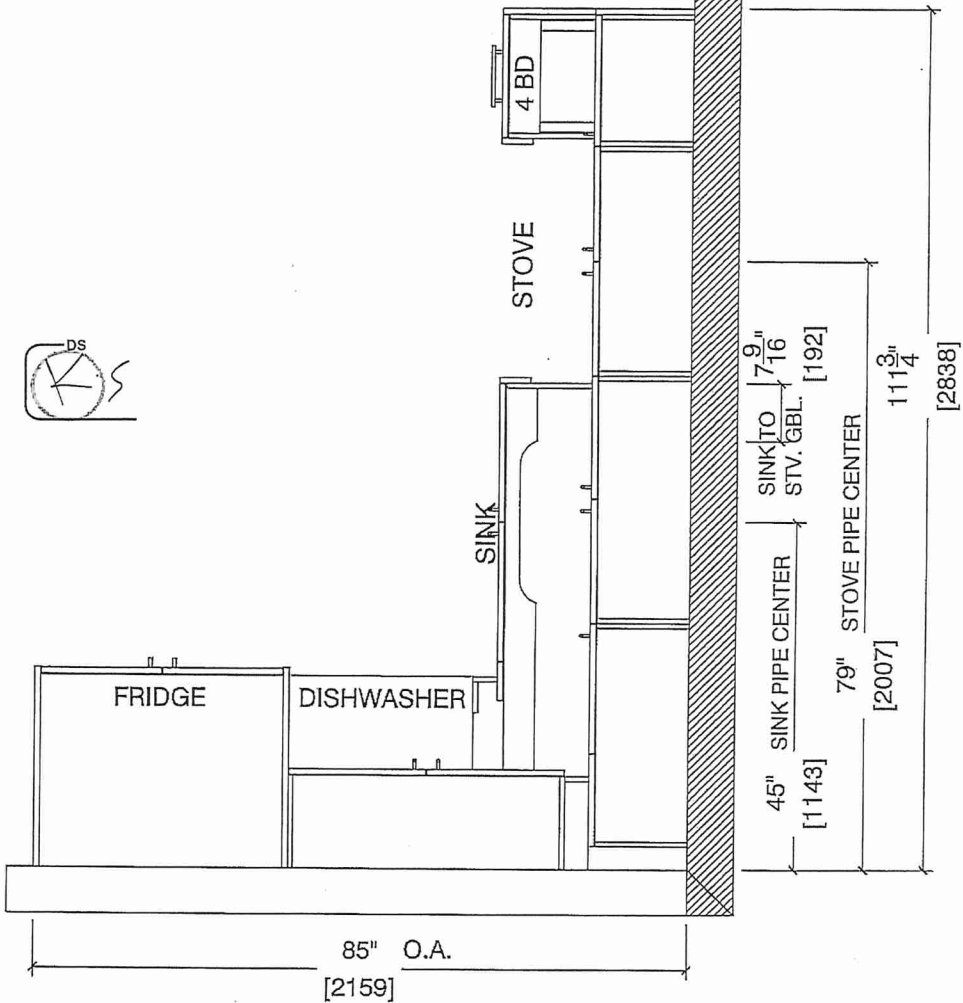 DS
4 BD
STOVE
SINK
FRIDGE
DISHWASHER
7 9/16"
[192]
SINK TO
STV. GBL.
45" SINK PIPE CENTER
[1143]
79" STOVE PIPE CENTER
[2007]
111 3/4"
[2838]
85" O.A.
[2159]